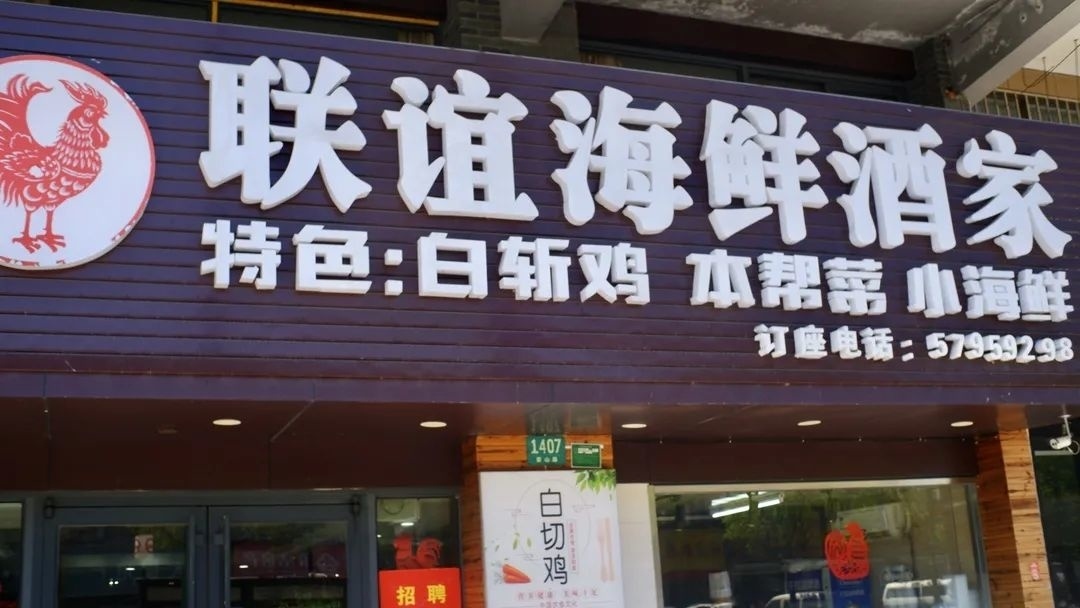 联谊海鲜酒家
特色:白斩鸡 本帮菜 小海鲜
订座电话:57959298
1407
白切鸡
招聘